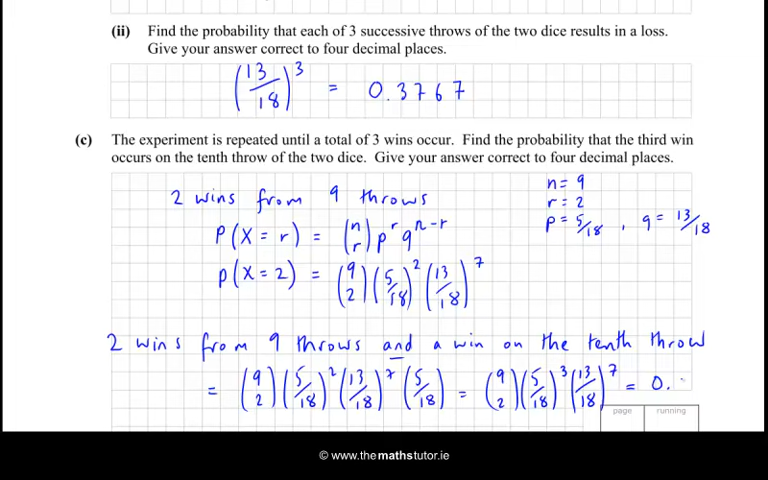 (ii) Find the probability that each of 3 successive throws of the two dice results in a loss.
Give your answer correct to four decimal places.
(13/18)³ = 0.3767
(c) The experiment is repeated until a total of 3 wins occur. Find the probability that the third win
occurs on the tenth throw of the two dice. Give your answer correct to four decimal places.
2 wins from 9 throws
n = 9
r = 2
p = 5/18 , q = 13/18
P(X = r) = (n r) p^r q^(n-r)
P(X = 2) = (9 2) (5/18)² (13/18)⁷
2 wins from 9 throws and a win on the tenth throw
= (9 2) (5/18)² (13/18)⁷ (5/18) = (9 2) (5/18)³ (13/18)⁷ = 0.
page running
© www.themathstutor.ie